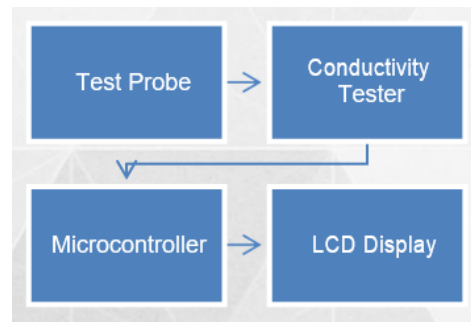 Test Probe
Conductivity
Tester
Microcontroller
LCD Display